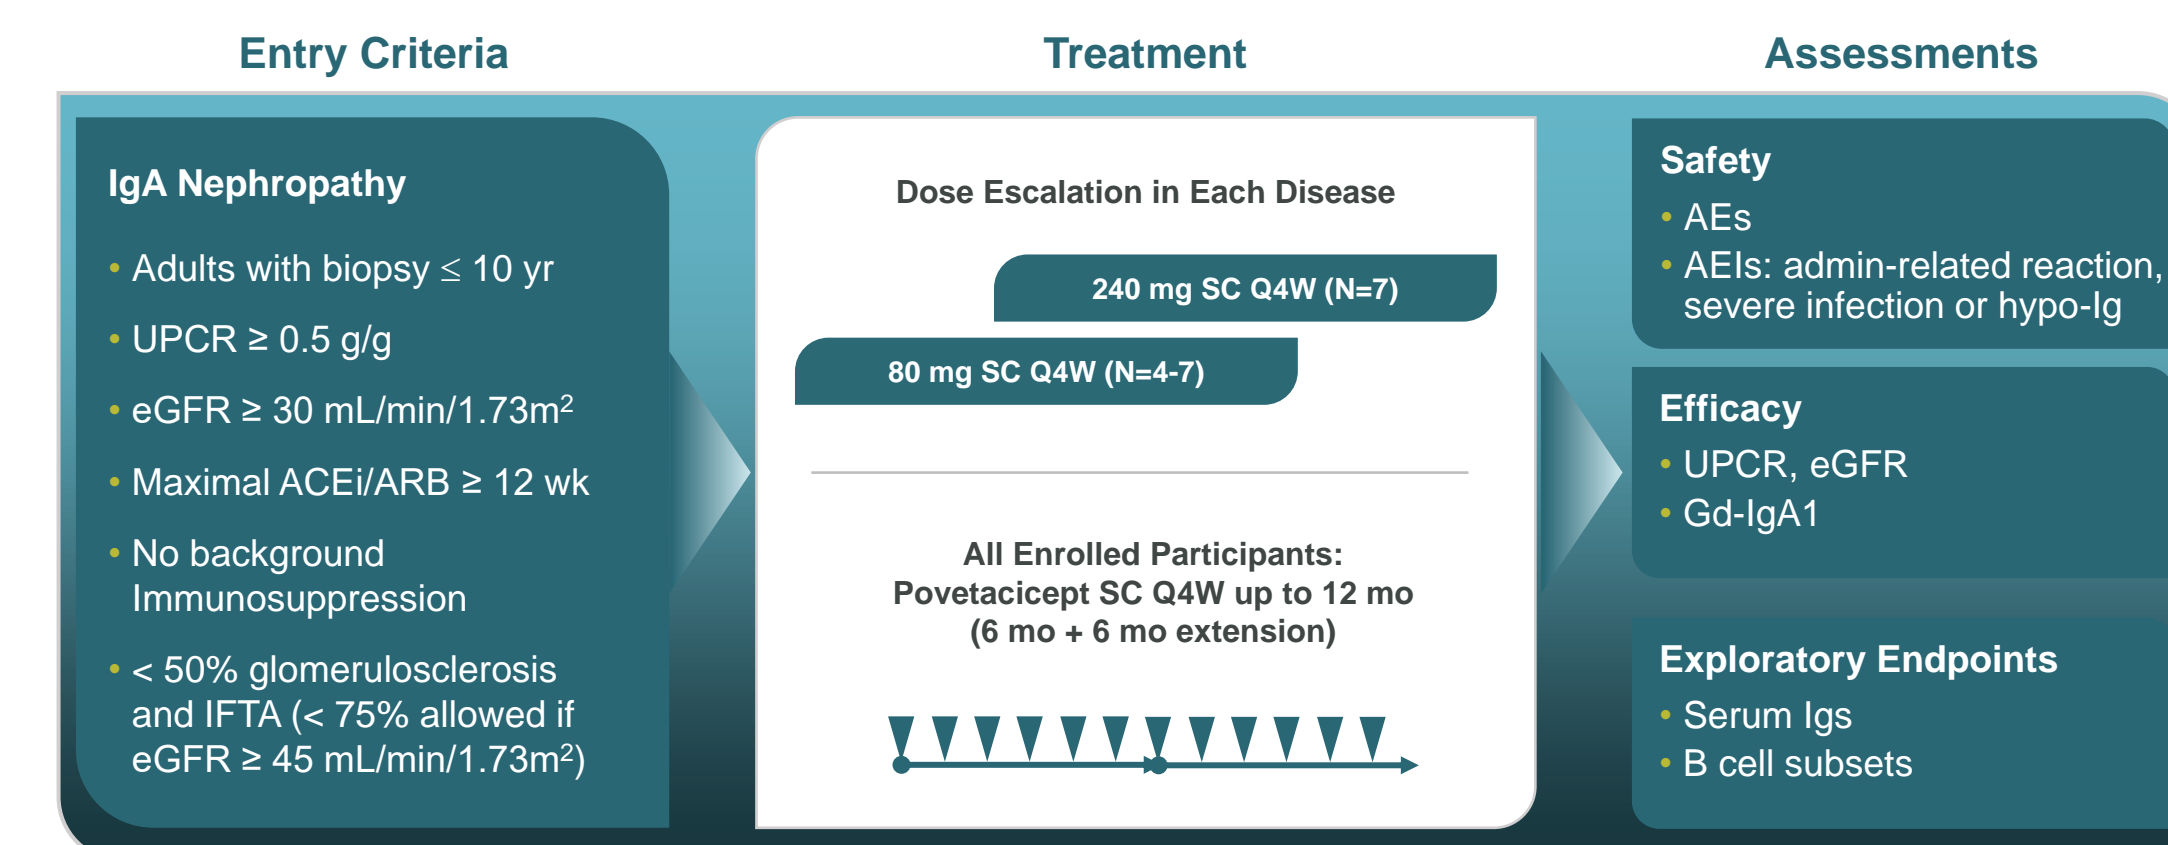 Entry Criteria
IgA Nephropathy
• Adults with biopsy ≤ 10 yr
• UPCR ≥ 0.5 g/g
• eGFR ≥ 30 mL/min/1.73m²
• Maximal ACEi/ARB ≥ 12 wk
• No background
Immunosuppression
• < 50% glomerulosclerosis
and IFTA (< 75% allowed if
eGFR ≥ 45 mL/min/1.73m²)
Treatment
Dose Escalation in Each Disease
240 mg SC Q4W (N=7)
80 mg SC Q4W (N=4-7)
All Enrolled Participants:
Povetacicept SC Q4W up to 12 mo
(6 mo + 6 mo extension)
Assessments
Safety
• AEs
• AEIs: admin-related reaction,
severe infection or hypo-Ig
Efficacy
• UPCR, eGFR
• Gd-IgA1
Exploratory Endpoints
• Serum Igs
• B cell subsets